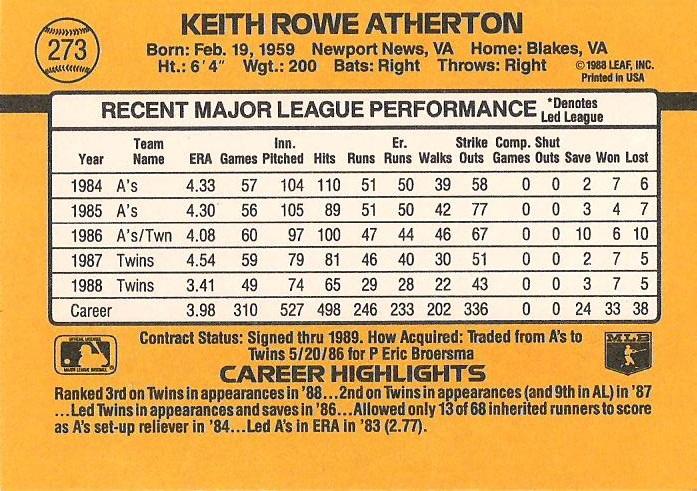 KEITH ROWE ATHERTON
273
Born: Feb. 19, 1959 Newport News, VA Home: Blakes, VA
Ht.: 6'4" Wgt.: 200 Bats: Right Throws: Right
©1988 LEAF, INC.
Printed in USA
RECENT MAJOR LEAGUE PERFORMANCE *Denotes Led League
Year Team Name ERA Games Inn. Pitched Hits Runs Er. Runs Walks Strike Outs Comp. Games Shut Outs Save Won Lost
1984 A's 4.33 57 104 110 51 50 39 58 0 0 2 7 6
1985 A's 4.30 56 105 89 51 50 42 77 0 0 3 4 7
1986 A's/Twn 4.08 60 97 100 47 44 46 67 0 0 10 6 10
1987 Twins 4.54 59 79 81 46 40 30 51 0 0 2 7 5
1988 Twins 3.41 49 74 65 29 28 22 43 0 0 3 7 5
Career 3.98 310 527 498 246 233 202 336 0 0 24 33 38
Contract Status: Signed thru 1989. How Acquired: Traded from A's to
Twins 5/20/86 for P Eric Broersma
MAJOR LEAGUE BASEBALL
MLB
CAREER HIGHLIGHTS
Ranked 3rd on Twins in appearances in '88...2nd on Twins in appearances (and 9th in AL) in '87
...Led Twins in appearances and saves in '86...Allowed only 13 of 68 inherited runners to score
as A's set-up reliever in '84...Led A's in ERA in '83 (2.77).